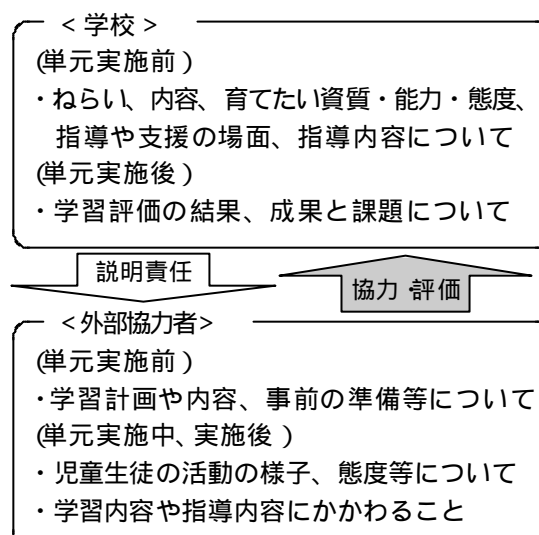 <学校>
(単元実施前)
・ねらい、内容、育てたい資質・能力・態度、
指導や支援の場面、指導内容について
(単元実施後)
・学習評価の結果、成果と課題について
説明責任
協力・評価
<外部協力者>
(単元実施前)
・学習計画や内容、事前の準備等について
(単元実施中、実施後)
・児童生徒の活動の様子、態度等について
・学習内容や指導内容にかかわること